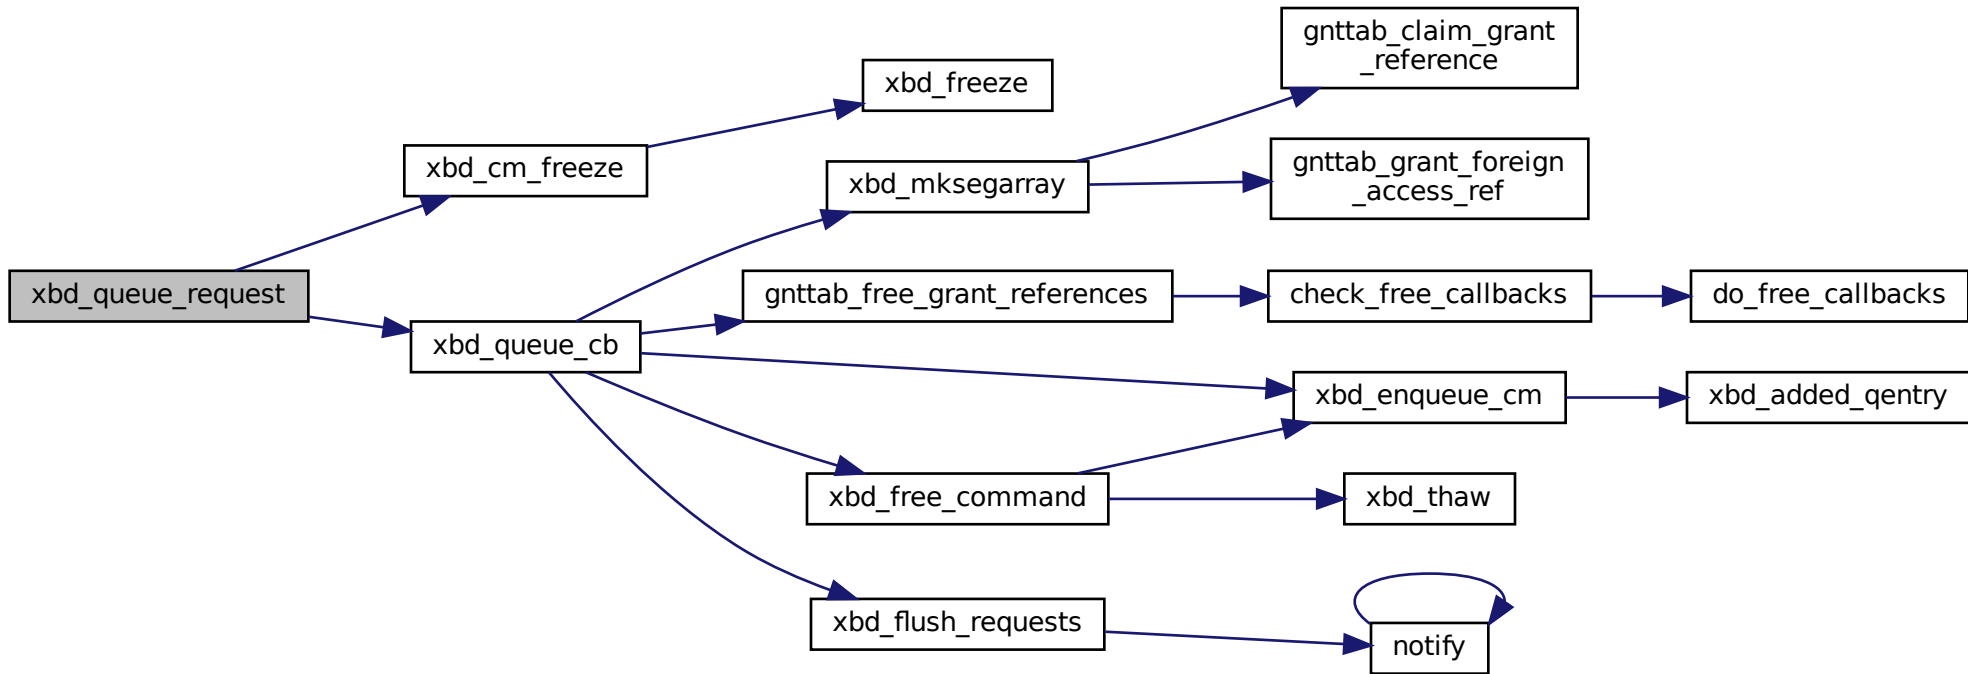 gnttab_claim_grant
_reference
xbd_freeze
xbd_cm_freeze
xbd_mksegarray
gnttab_grant_foreign
_access_ref
xbd_queue_request
gnttab_free_grant_references
check_free_callbacks
do_free_callbacks
xbd_queue_cb
xbd_enqueue_cm
xbd_added_qentry
xbd_free_command
xbd_thaw
xbd_flush_requests
notify